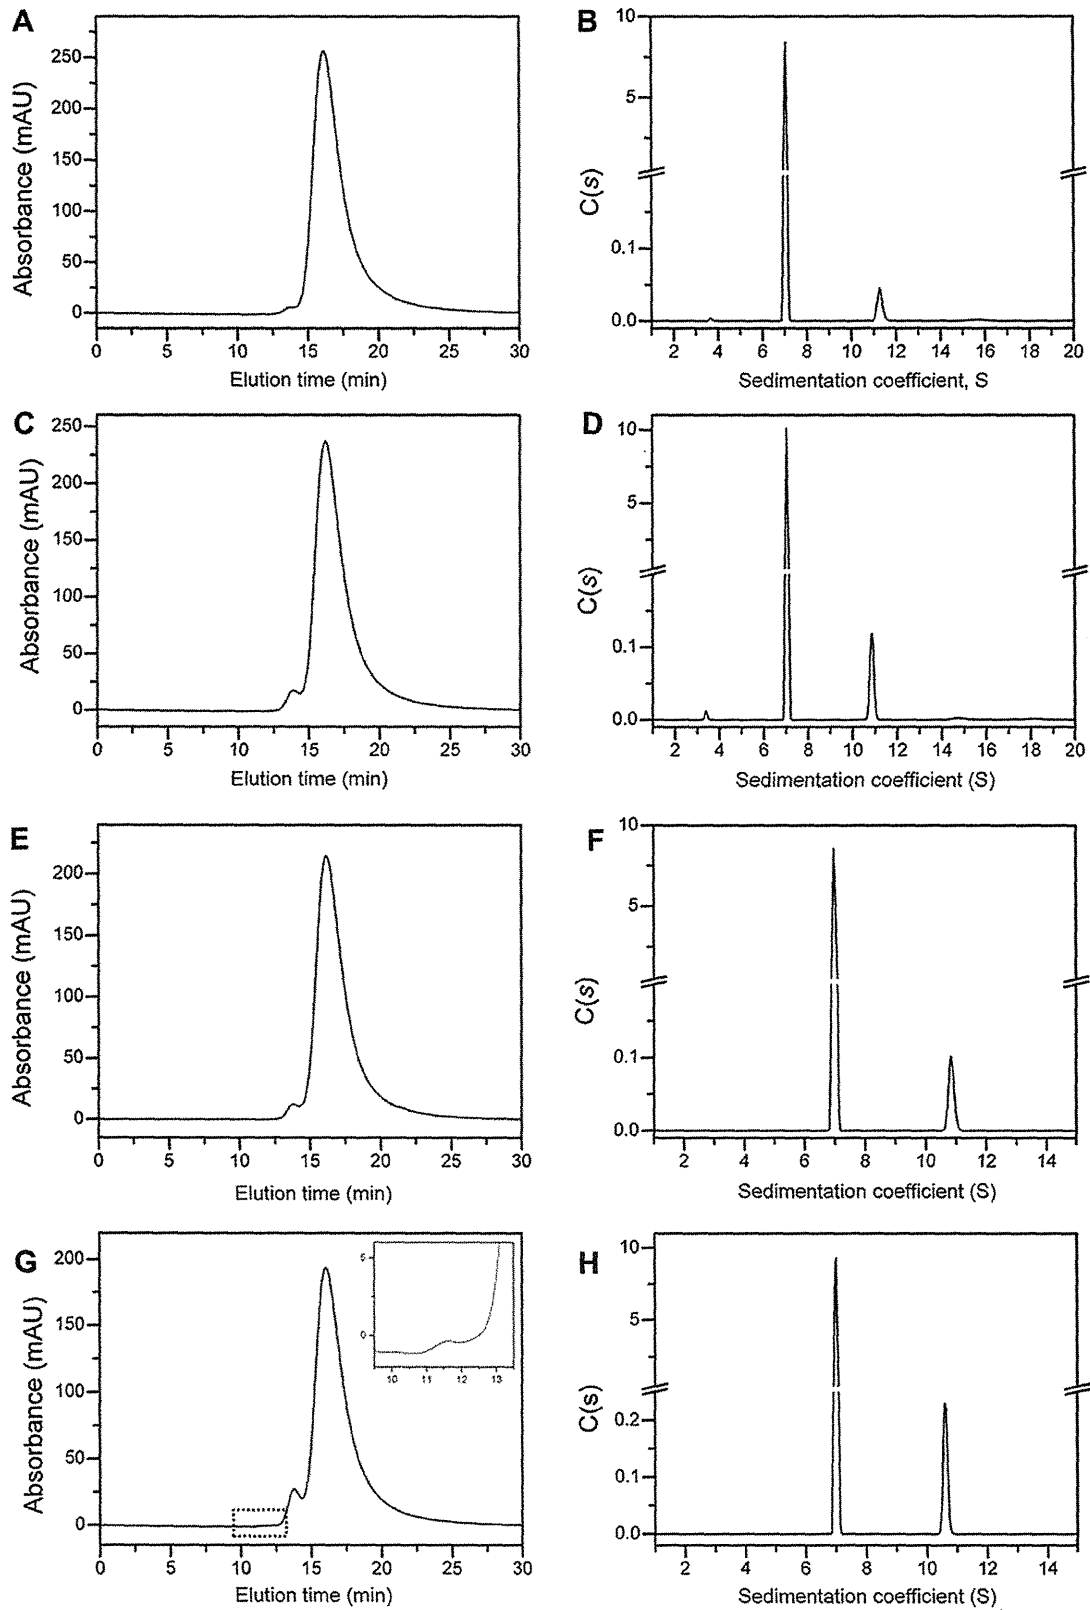 A
Absorbance (mAU)
250
200
150
100
50
0
0 5 10 15 20 25 30
Elution time (min)
B
C(s)
10
5
0.1
0.0
2 4 6 8 10 12 14 16 18 20
Sedimentation coefficient, S
C
Absorbance (mAU)
250
200
150
100
50
0
0 5 10 15 20 25 30
Elution time (min)
D
C(s)
10
5
0.1
0.0
2 4 6 8 10 12 14 16 18 20
Sedimentation coefficient (S)
E
Absorbance (mAU)
200
150
100
50
0
0 5 10 15 20 25 30
Elution time (min)
F
C(s)
10
5
0.1
0.0
2 4 6 8 10 12 14
Sedimentation coefficient (S)
G
Absorbance (mAU)
200
150
100
50
0
0 5 10 15 20 25 30
Elution time (min)
5
0
10 11 12 13
H
C(s)
10
5
0.2
0.1
0.0
2 4 6 8 10 12 14
Sedimentation coefficient (S)